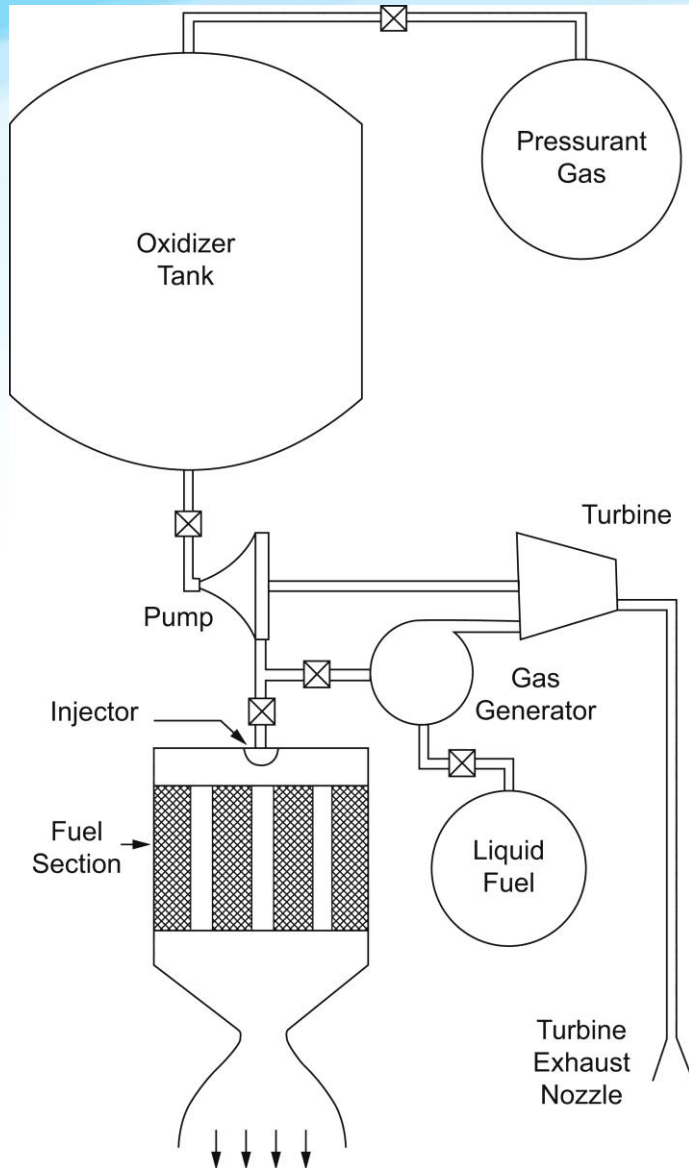 Pressurant
Gas
Oxidizer
Tank
Turbine
Pump
Gas
Generator
Injector
Fuel
Section
Liquid
Fuel
Turbine
Exhaust
Nozzle